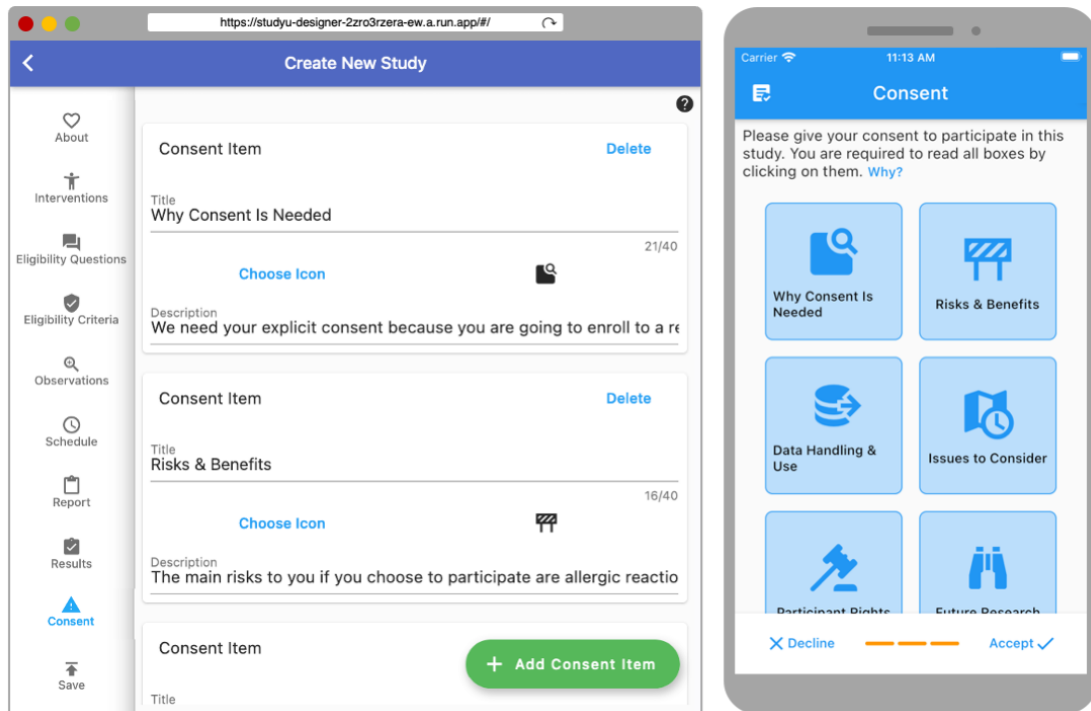 https://studyu-designer-2zro3rzera-ew.a.run.app/#/
Create New Study
About
Interventions
Eligibility Questions
Eligibility Criteria
Observations
Schedule
Report
Results
Consent
Save
Consent Item
Delete
Title
Why Consent Is Needed
21/40
Choose Icon
Description
We need your explicit consent because you are going to enroll to a re
Consent Item
Delete
Title
Risks & Benefits
16/40
Choose Icon
Description
The main risks to you if you choose to participate are allergic reactio
Consent Item
+ Add Consent Item
Title
Carrier
11:13 AM
Consent
Please give your consent to participate in this
study. You are required to read all boxes by
clicking on them. Why?
Why Consent Is
Needed
Risks & Benefits
Data Handling &
Use
Issues to Consider
Participant Rights
Future Research
Decline
Accept